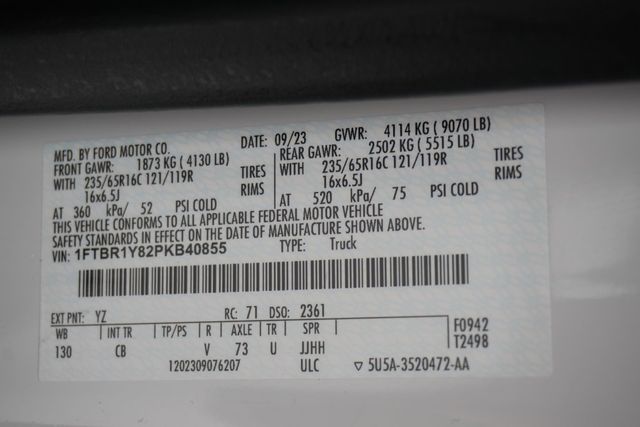 MFD. BY FORD MOTOR CO. DATE: 09/23 GVWR: 4114 KG ( 9070 LB)
FRONT GAWR: 1873 KG ( 4130 LB) REAR GAWR: 2502 KG ( 5515 LB)
WITH 235/65R16C 121/119R TIRES WITH 235/65R16C 121/119R TIRES
16x6.5J RIMS 16x6.5J RIMS
AT 360 kPa/ 52 PSI COLD AT 520 kPa/ 75 PSI COLD
THIS VEHICLE CONFORMS TO ALL APPLICABLE FEDERAL MOTOR VEHICLE
SAFETY STANDARDS IN EFFECT ON THE DATE OF MANUFACTURE SHOWN ABOVE.
VIN: 1FTBR1Y82PKB40855 TYPE: Truck
EXT PNT: YZ RC: 71 DSO: 2361
WB INT TR TP/PS R AXLE TR SPR F0942
130 CB V 73 U JJHH T2498
1202309076207 ULC ▽ 5U5A-3520472-AA